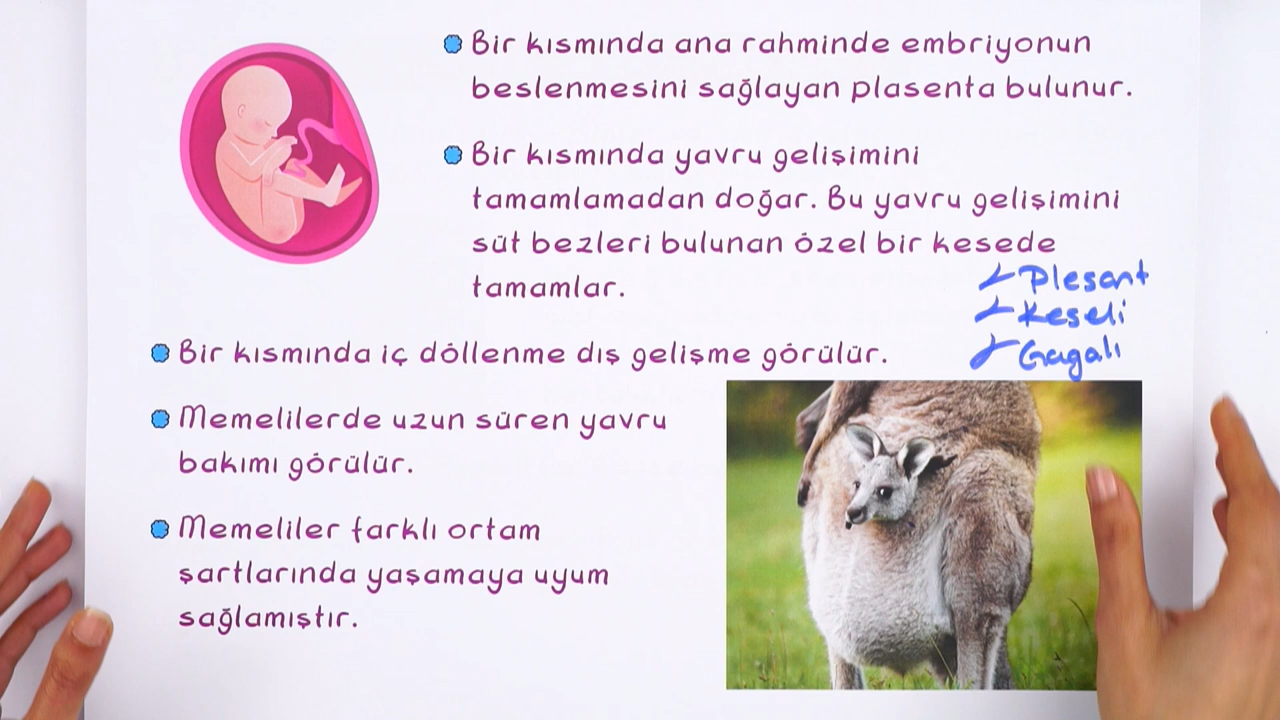 Bir kısmında ana rahminde embriyonun
beslenmesini sağlayan plasenta bulunur.
Bir kısmında yavru gelişimini
tamamlamadan doğar. Bu yavru gelişimini
süt bezleri bulunan özel bir kesede
tamamlar.
Plesant
Keseli
Gagalı
Bir kısmında iç döllenme dış gelişme görülür.
Memelilerde uzun süren yavru
bakımı görülür.
Memeliler farklı ortam
şartlarında yaşamaya uyum
sağlamıştır.